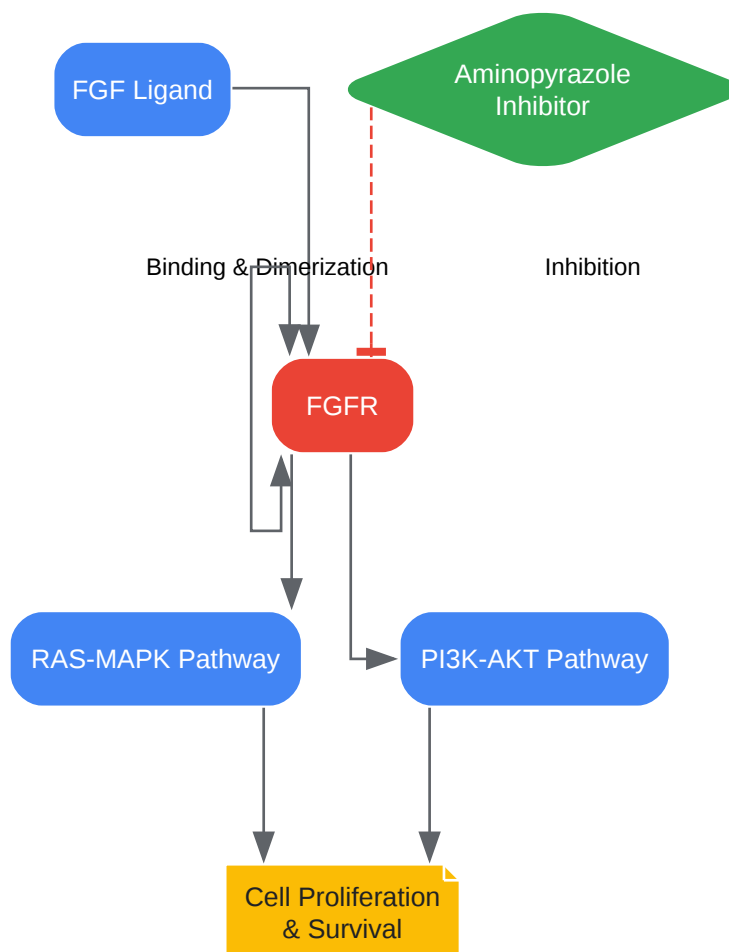 FGF Ligand
Aminopyrazole
Inhibitor
Binding & Dimerization
Inhibition
FGFR
RAS-MAPK Pathway
PI3K-AKT Pathway
Cell Proliferation
& Survival